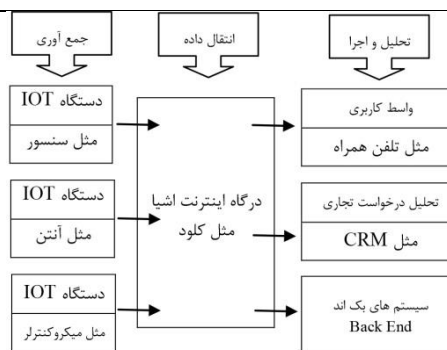 جمع آوری
انتقال داده
تحلیل و اجرا
دستگاه IOT
مثل سنسور
دستگاه IOT
مثل آنتن
دستگاه IOT
مثل میکروکنترلر
درگاه اینترنت اشیا
مثل کلود
واسط کاربری
مثل تلفن همراه
تحلیل درخواست تجاری
مثل CRM
سیستم های بک اند
Back End